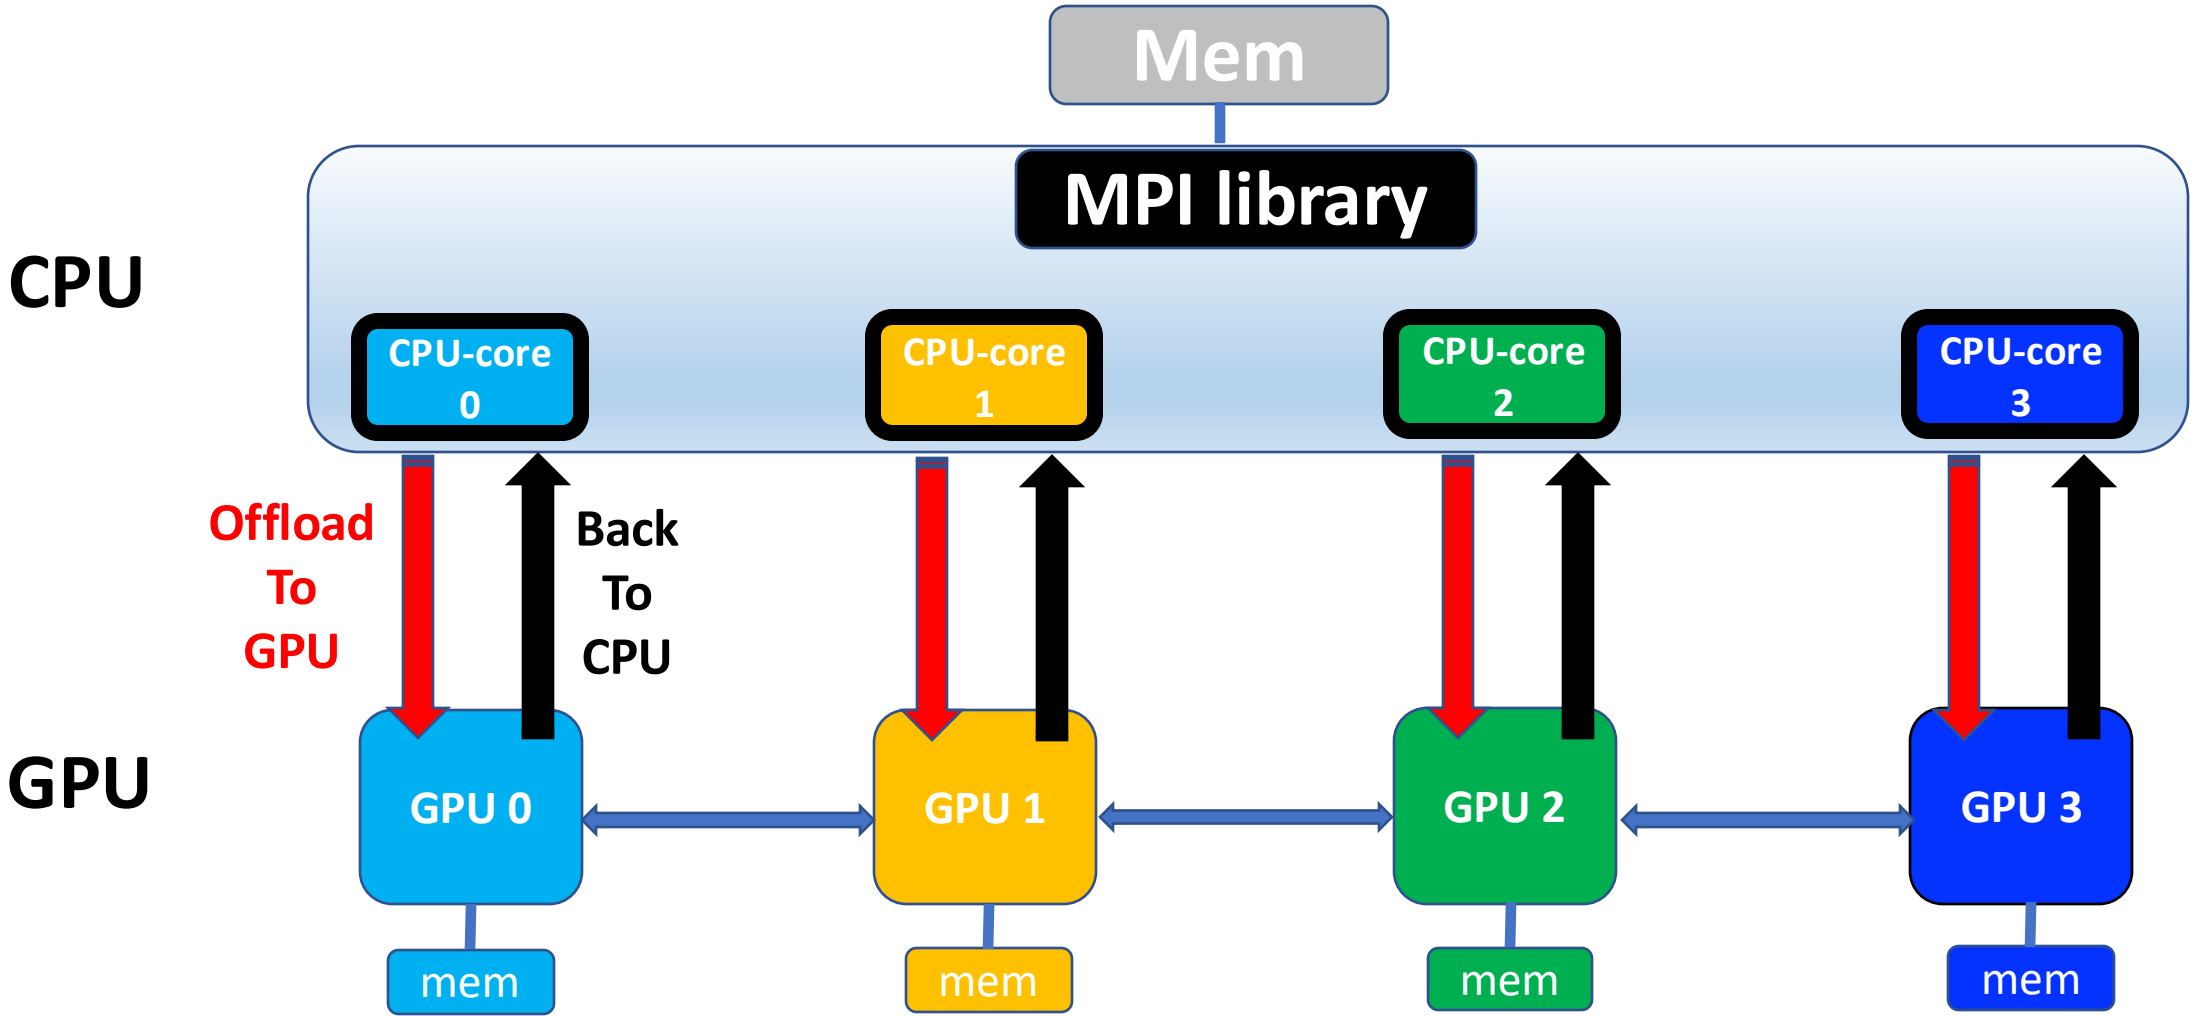 Mem
MPI library
CPU
CPU-core
0
CPU-core
1
CPU-core
2
CPU-core
3
Offload
To
GPU
Back
To
CPU
GPU
GPU 0
GPU 1
GPU 2
GPU 3
mem
mem
mem
mem